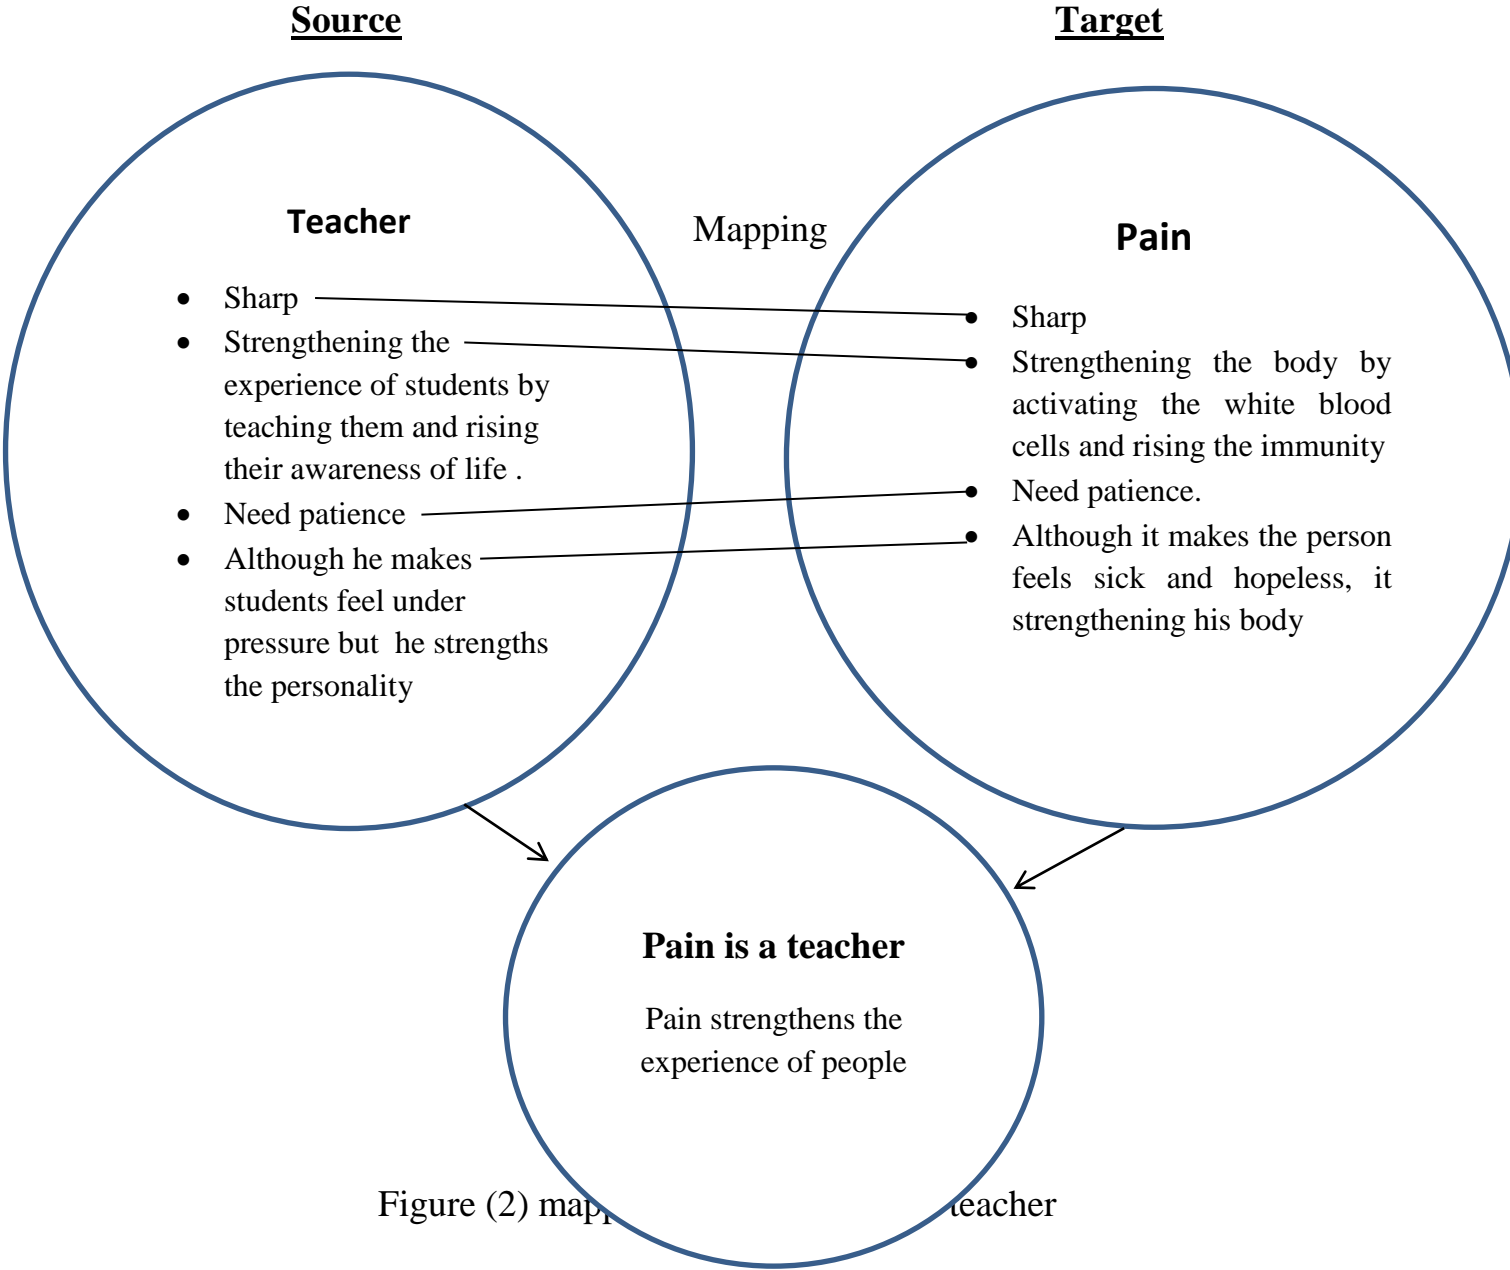 Source
Target
Teacher
Mapping
Pain
• Sharp
• Strengthening the
experience of students by
teaching them and rising
their awareness of life .
• Need patience
• Although he makes
students feel under
pressure but he strengths
the personality
• Sharp
• Strengthening the body by
activating the white blood
cells and rising the immunity
• Need patience.
• Although it makes the person
feels sick and hopeless, it
strengthening his body
Pain is a teacher
Pain strengthens the
experience of people
Figure (2) teacher